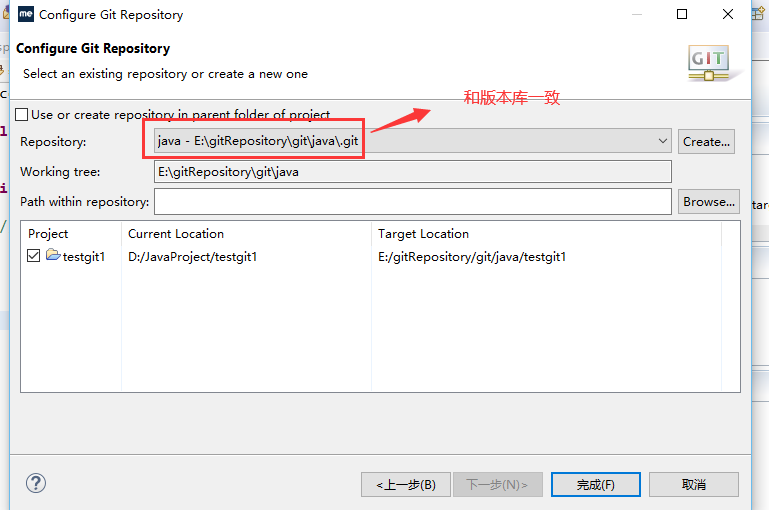 me Configure Git Repository
Configure Git Repository
Select an existing repository or create a new one
GIT
和版本库一致
Use or create repository in parent folder of project
Repository: java - E:\gitRepository\git\java\.git Create...
Working tree: E:\gitRepository\git\java
Path within repository: Browse...
Project Current Location Target Location
testgit1 D:/JavaProject/testgit1 E:/gitRepository/git/java/testgit1
<上一步(B) 下一步(N)> 完成(F) 取消